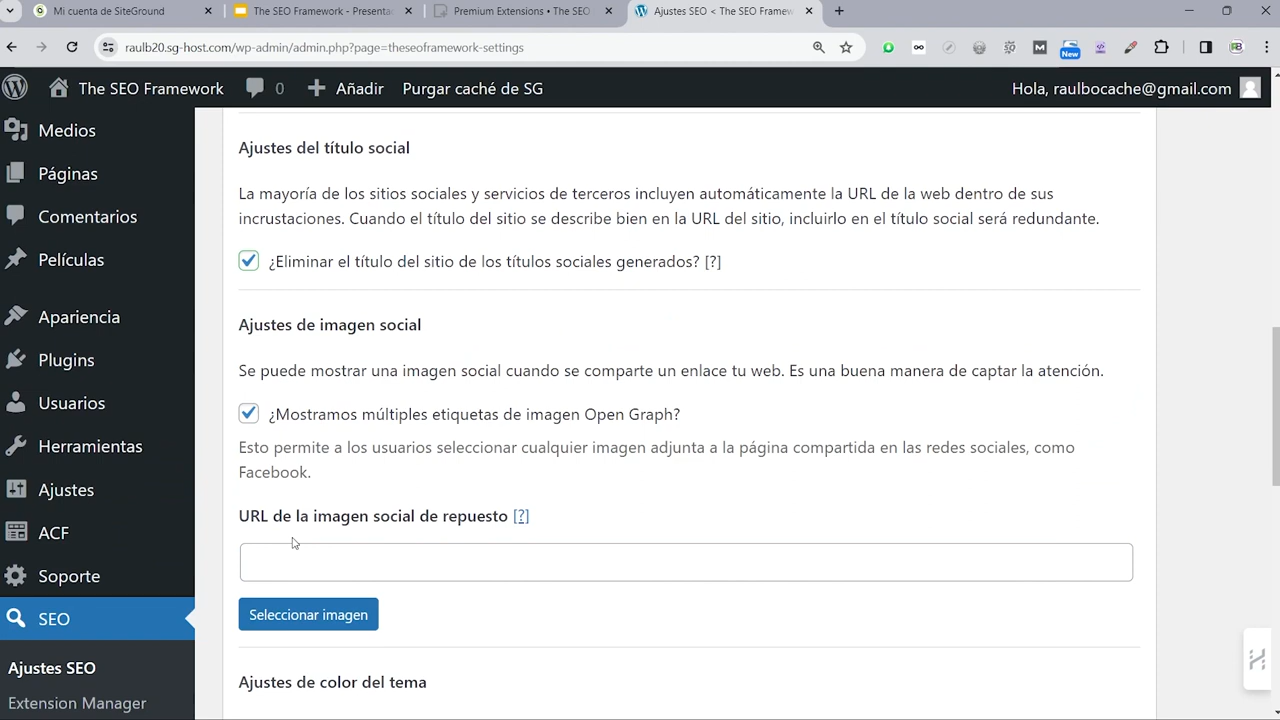 Mi cuenta de SiteGround
The SEO Framework - Presentac
Premium Extensions • The SEO
Ajustes SEO < The SEO Framew
raulb20.sg-host.com/wp-admin/admin.php?page=theseoframework-settings
New
The SEO Framework
0
Añadir
Purgar caché de SG
Hola, raulbocache@gmail.com
Medios
Páginas
Comentarios
Películas
Apariencia
Plugins
Usuarios
Herramientas
Ajustes
ACF
Soporte
SEO
Ajustes SEO
Extension Manager
Ajustes del título social
La mayoría de los sitios sociales y servicios de terceros incluyen automáticamente la URL de la web dentro de sus
incrustaciones. Cuando el título del sitio se describe bien en la URL del sitio, incluirlo en el título social será redundante.
¿Eliminar el título del sitio de los títulos sociales generados? [?]
Ajustes de imagen social
Se puede mostrar una imagen social cuando se comparte un enlace tu web. Es una buena manera de captar la atención.
¿Mostramos múltiples etiquetas de imagen Open Graph?
Esto permite a los usuarios seleccionar cualquier imagen adjunta a la página compartida en las redes sociales, como
Facebook.
URL de la imagen social de repuesto [?]
Seleccionar imagen
Ajustes de color del tema